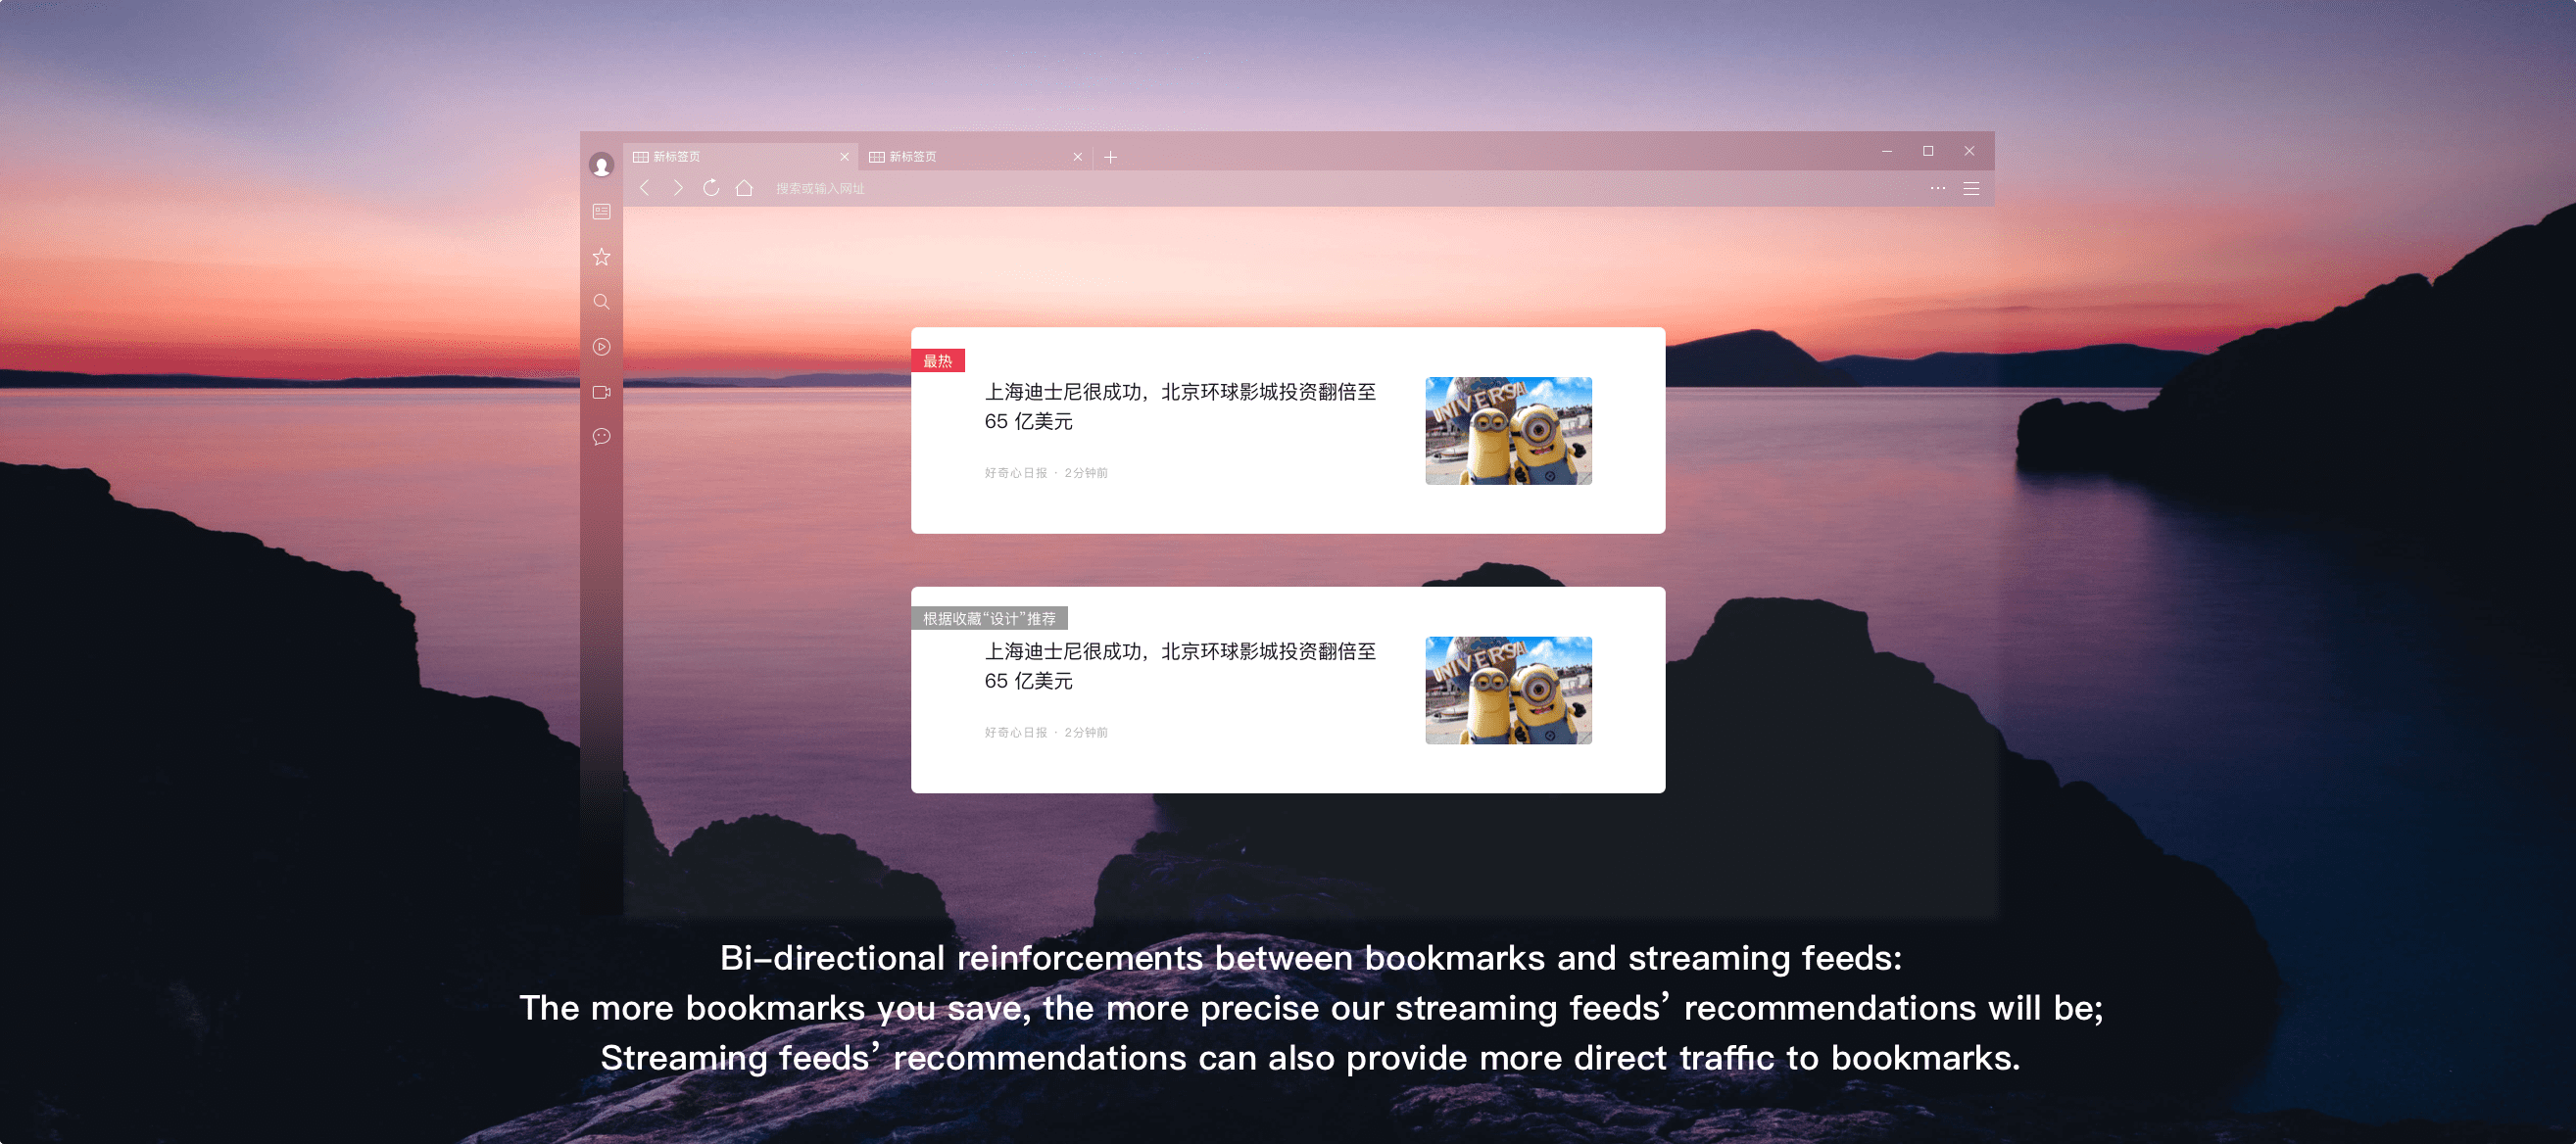 新标签页
新标签页
搜索或输入网址
最热
上海迪士尼很成功，北京环球影城投资翻倍至
65 亿美元
好奇心日报 · 2分钟前
UNIVERSAL
根据收藏“设计”推荐
上海迪士尼很成功，北京环球影城投资翻倍至
65 亿美元
好奇心日报 · 2分钟前
UNIVERSAL
Bi–directional reinforcements between bookmarks and streaming feeds:
The more bookmarks you save, the more precise our streaming feeds’ recommendations will be;
Streaming feeds’ recommendations can also provide more direct traffic to bookmarks.